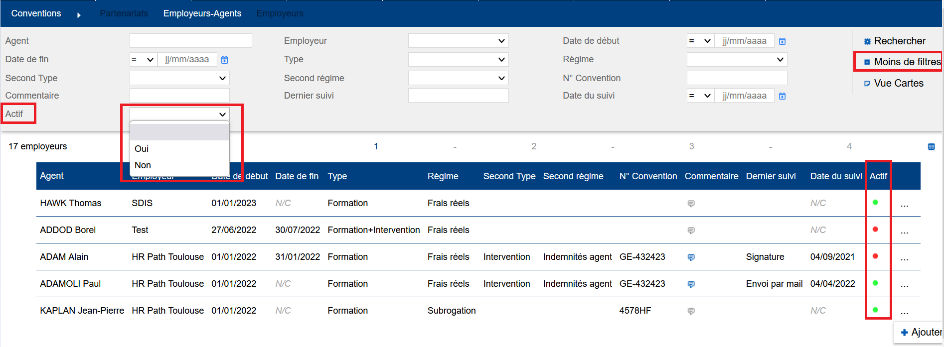 Conventions Partenariats Employeurs-Agents Employeurs
Agent Employeur Date de début = jj/mm/aaaa Rechercher
Date de fin = jj/mm/aaaa Type Régime Moins de filtres
Second Type Second régime N° Convention Vue Cartes
Commentaire Dernier suivi Date du suivi = jj/mm/aaaa
Actif
Oui
Non
17 employeurs 1 - 2 - 3 - 4
Agent Employeur Date de début Date de fin Type Régime Second Type Second régime N° Convention Commentaire Dernier suivi Date du suivi Actif
HAWK Thomas SDIS 01/01/2023 N/C Formation Frais réels N/C ...
ADDOD Borel Test 27/06/2022 30/07/2022 Formation+Intervention Frais réels N/C ...
ADAM Alain HR Path Toulouse 01/01/2022 31/01/2022 Formation Frais réels Intervention Indemnités agent GE-432423 Signature 04/09/2021 ...
ADAMOLI Paul HR Path Toulouse 01/01/2022 N/C Formation Frais réels Intervention Indemnités agent GE-432423 Envoi par mail 04/04/2022 ...
KAPLAN Jean-Pierre HR Path Toulouse 01/01/2022 N/C Formation Subrogation 4578HF N/C ...
Ajouter